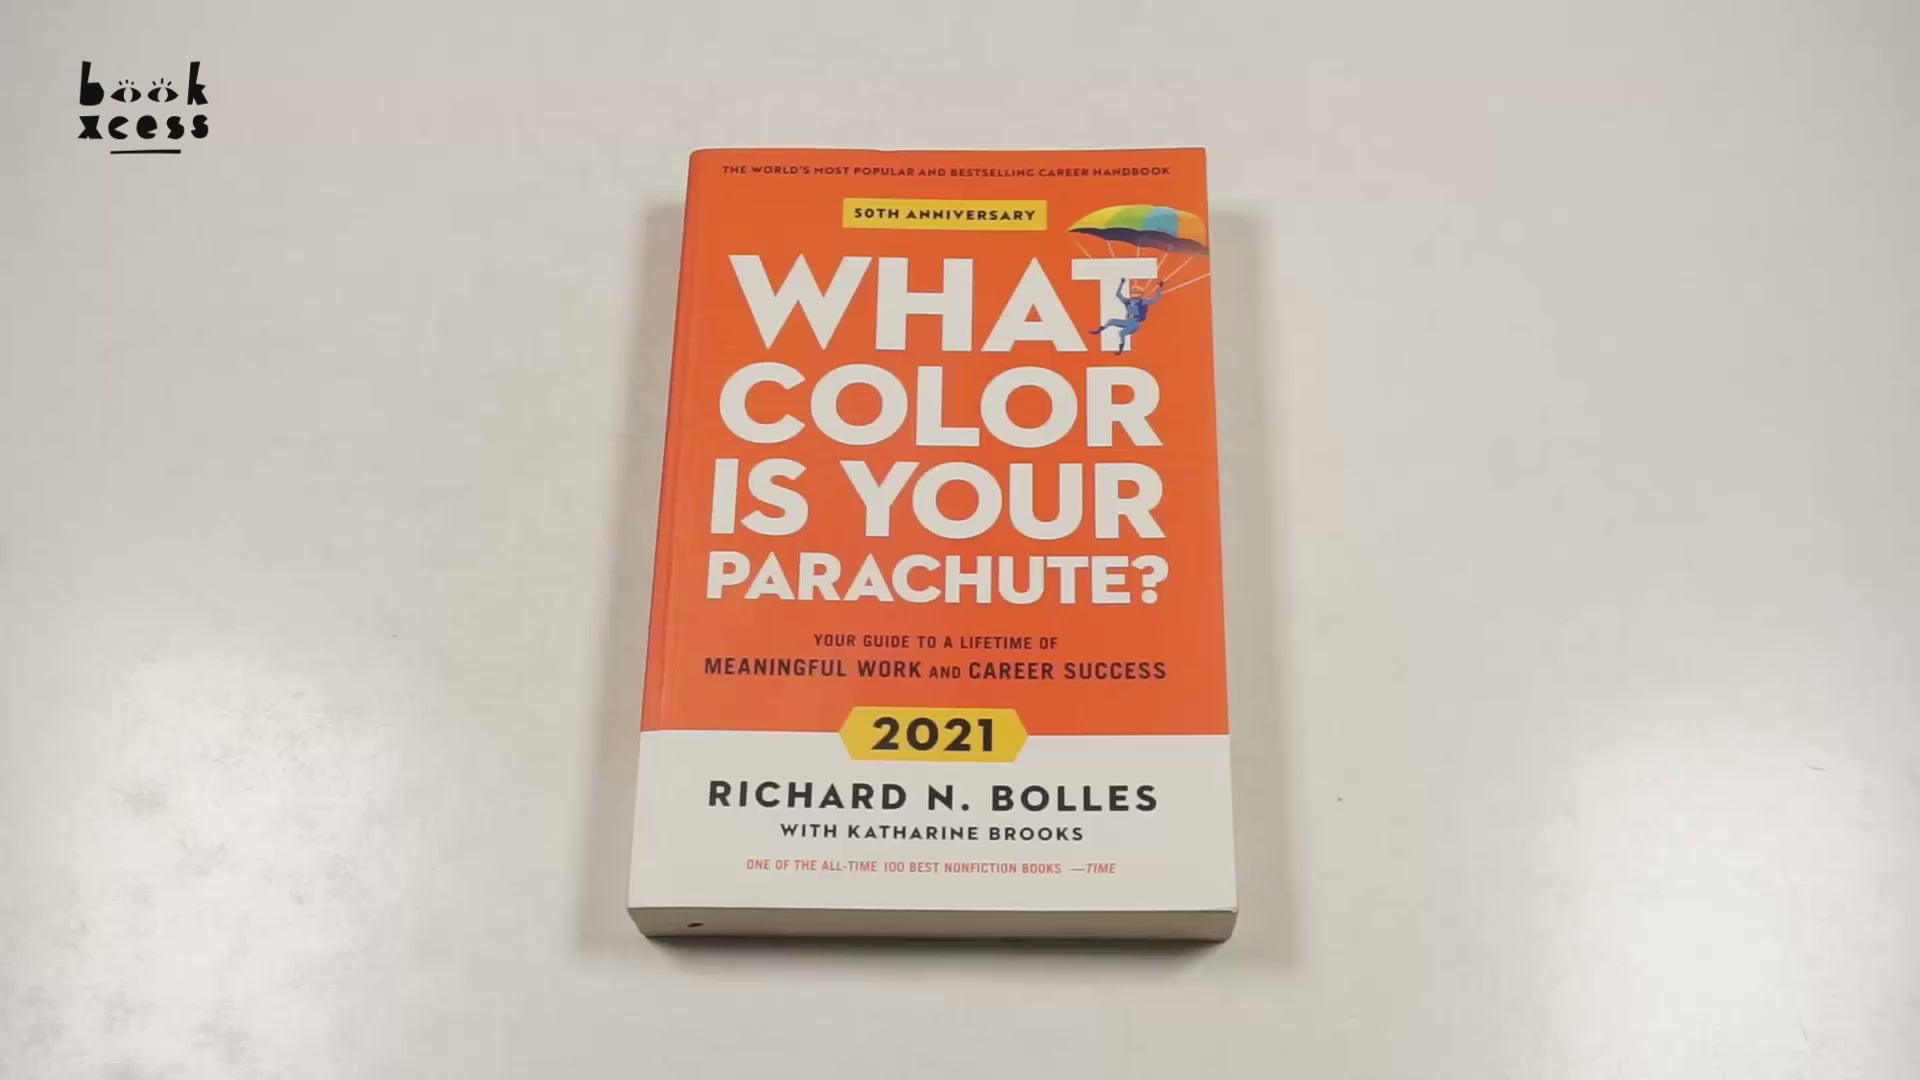 book
xcess
THE WORLD'S MOST POPULAR AND BESTSELLING CAREER HANDBOOK
50TH ANNIVERSARY
WHAT
COLOR
IS YOUR
PARACHUTE?
YOUR GUIDE TO A LIFETIME OF
MEANINGFUL WORK AND CAREER SUCCESS
2021
RICHARD N. BOLLES
WITH KATHARINE BROOKS
ONE OF THE ALL-TIME 100 BEST NONFICTION BOOKS —TIME